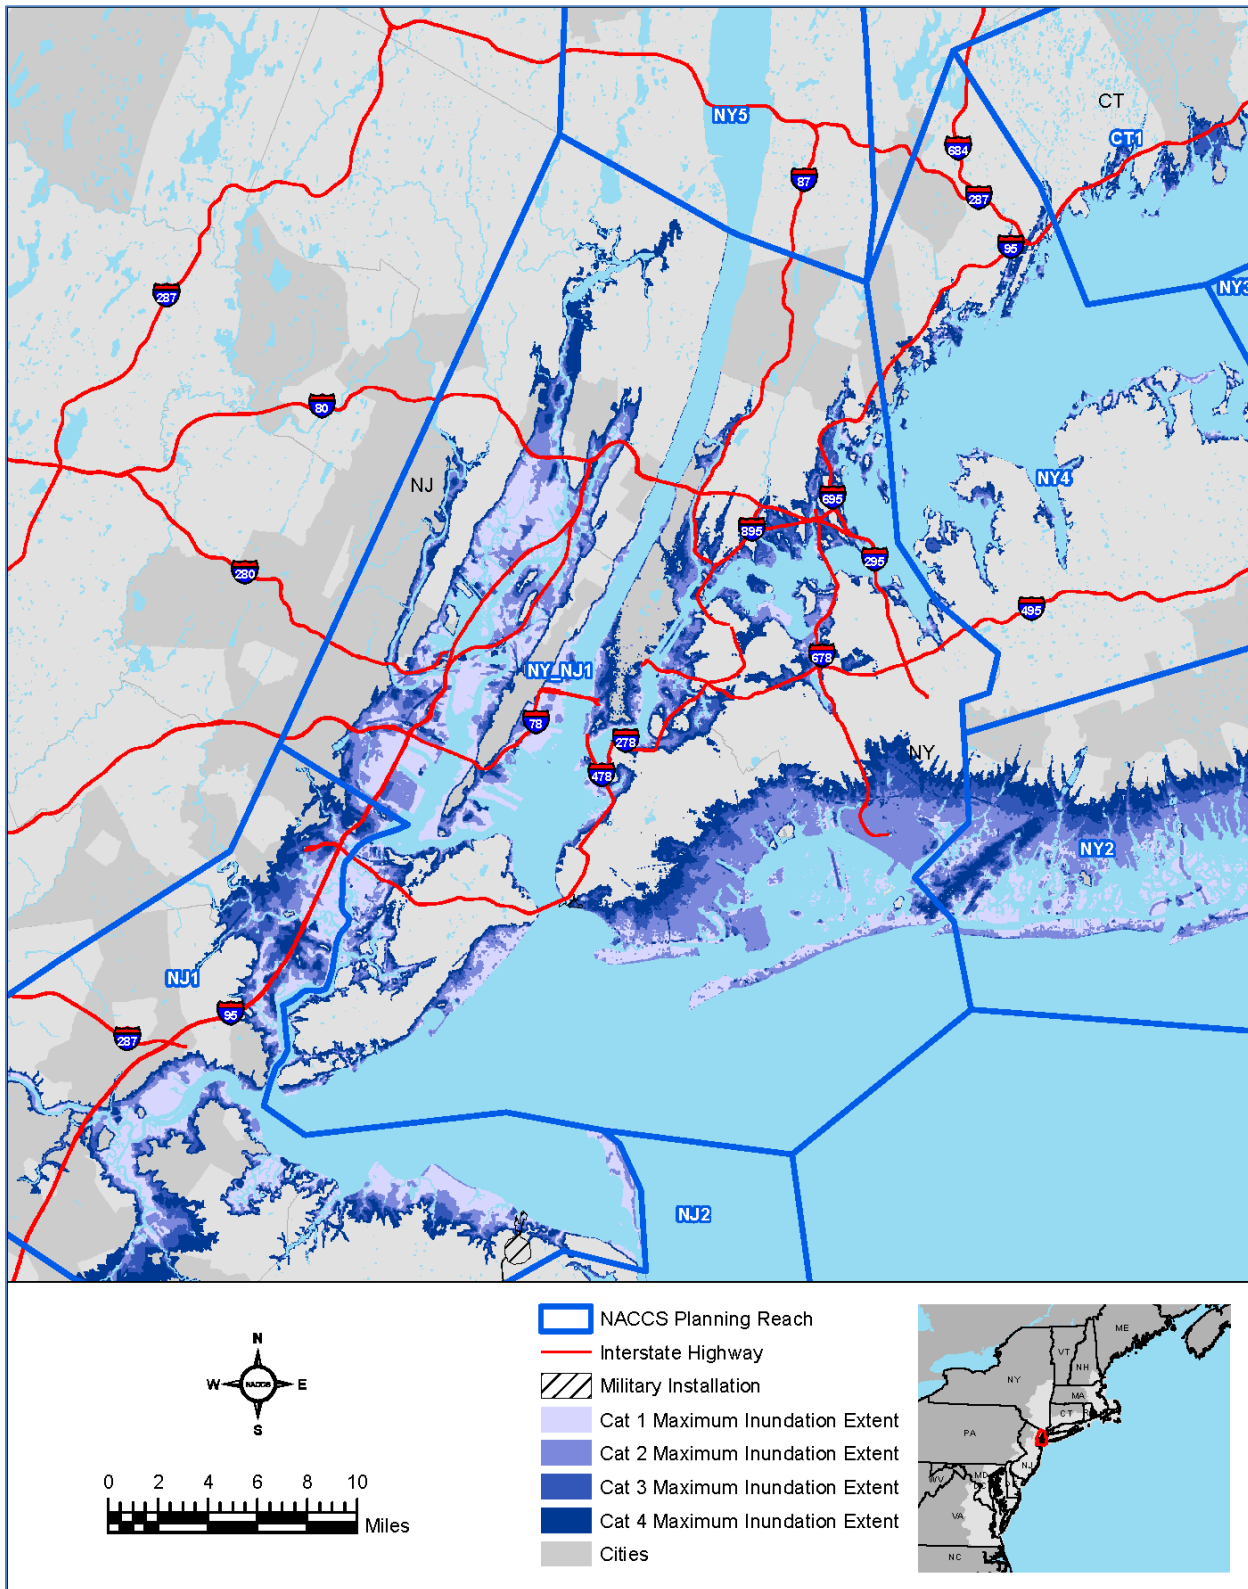 CT
NY5
CT1
684
87
287
95
287
NY3
80
NJ
NY4
695
895
295
280
495
678
NY_NJ1
78
278
NY
478
NY2
NJ1
95
287
NJ2
N
W
NACCS
E
S
0 2 4 6 8 10
Miles
NACCS Planning Reach
Interstate Highway
Military Installation
Cat 1 Maximum Inundation Extent
Cat 2 Maximum Inundation Extent
Cat 3 Maximum Inundation Extent
Cat 4 Maximum Inundation Extent
Cities
ME
VT
NH
NY
MA
CT
PA
NJ
MD
WV
VA
NC